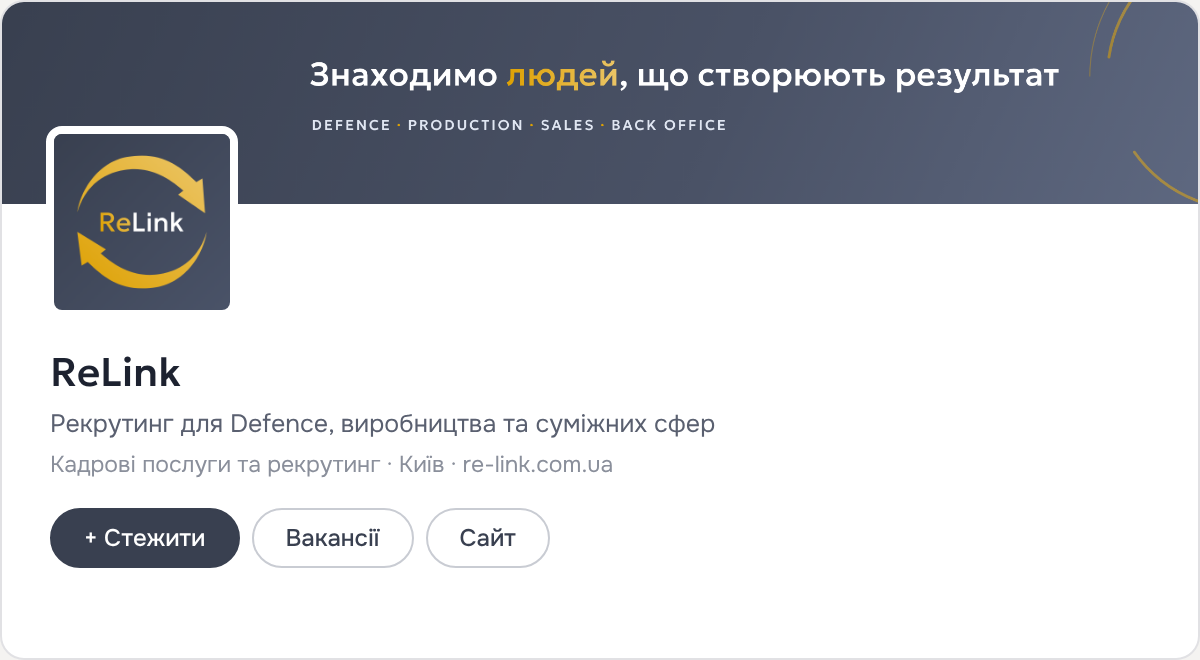 Знаходимо людей, що створюють результат
DEFENCE · PRODUCTION · SALES · BACK OFFICE
ReLink
ReLink
Рекрутинг для Defence, виробництва та суміжних сфер
Кадрові послуги та рекрутинг · Київ · re-link.com.ua
+ Стежити
Вакансії
Сайт